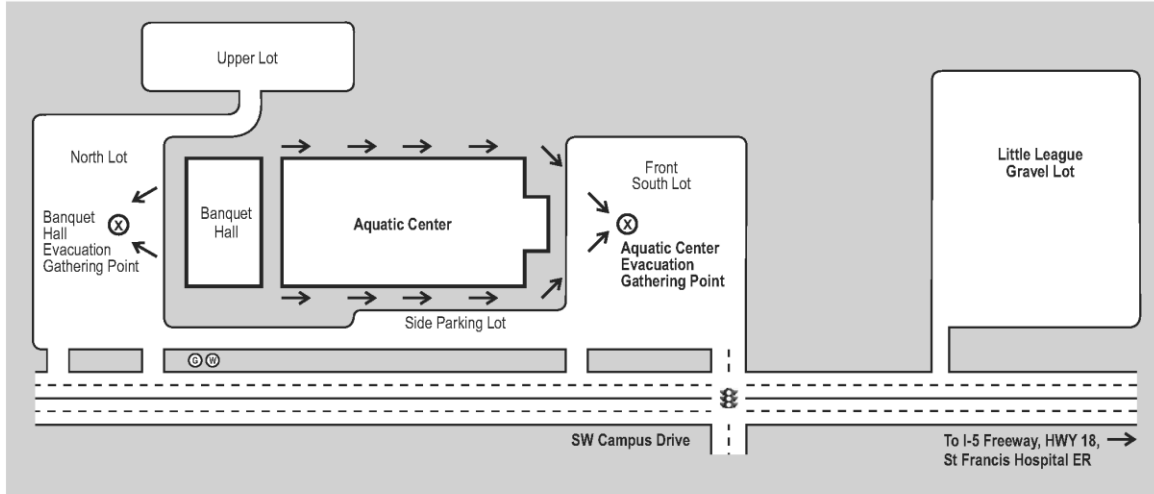 Upper Lot
North Lot
Banquet
Hall
Evacuation
Gathering Point
X
Banquet
Hall
Aquatic Center
Front
South Lot
X
Aquatic Center
Evacuation
Gathering Point
Little League
Gravel Lot
Side Parking Lot
G W
SW Campus Drive
To I-5 Freeway, HWY 18,
St Francis Hospital ER